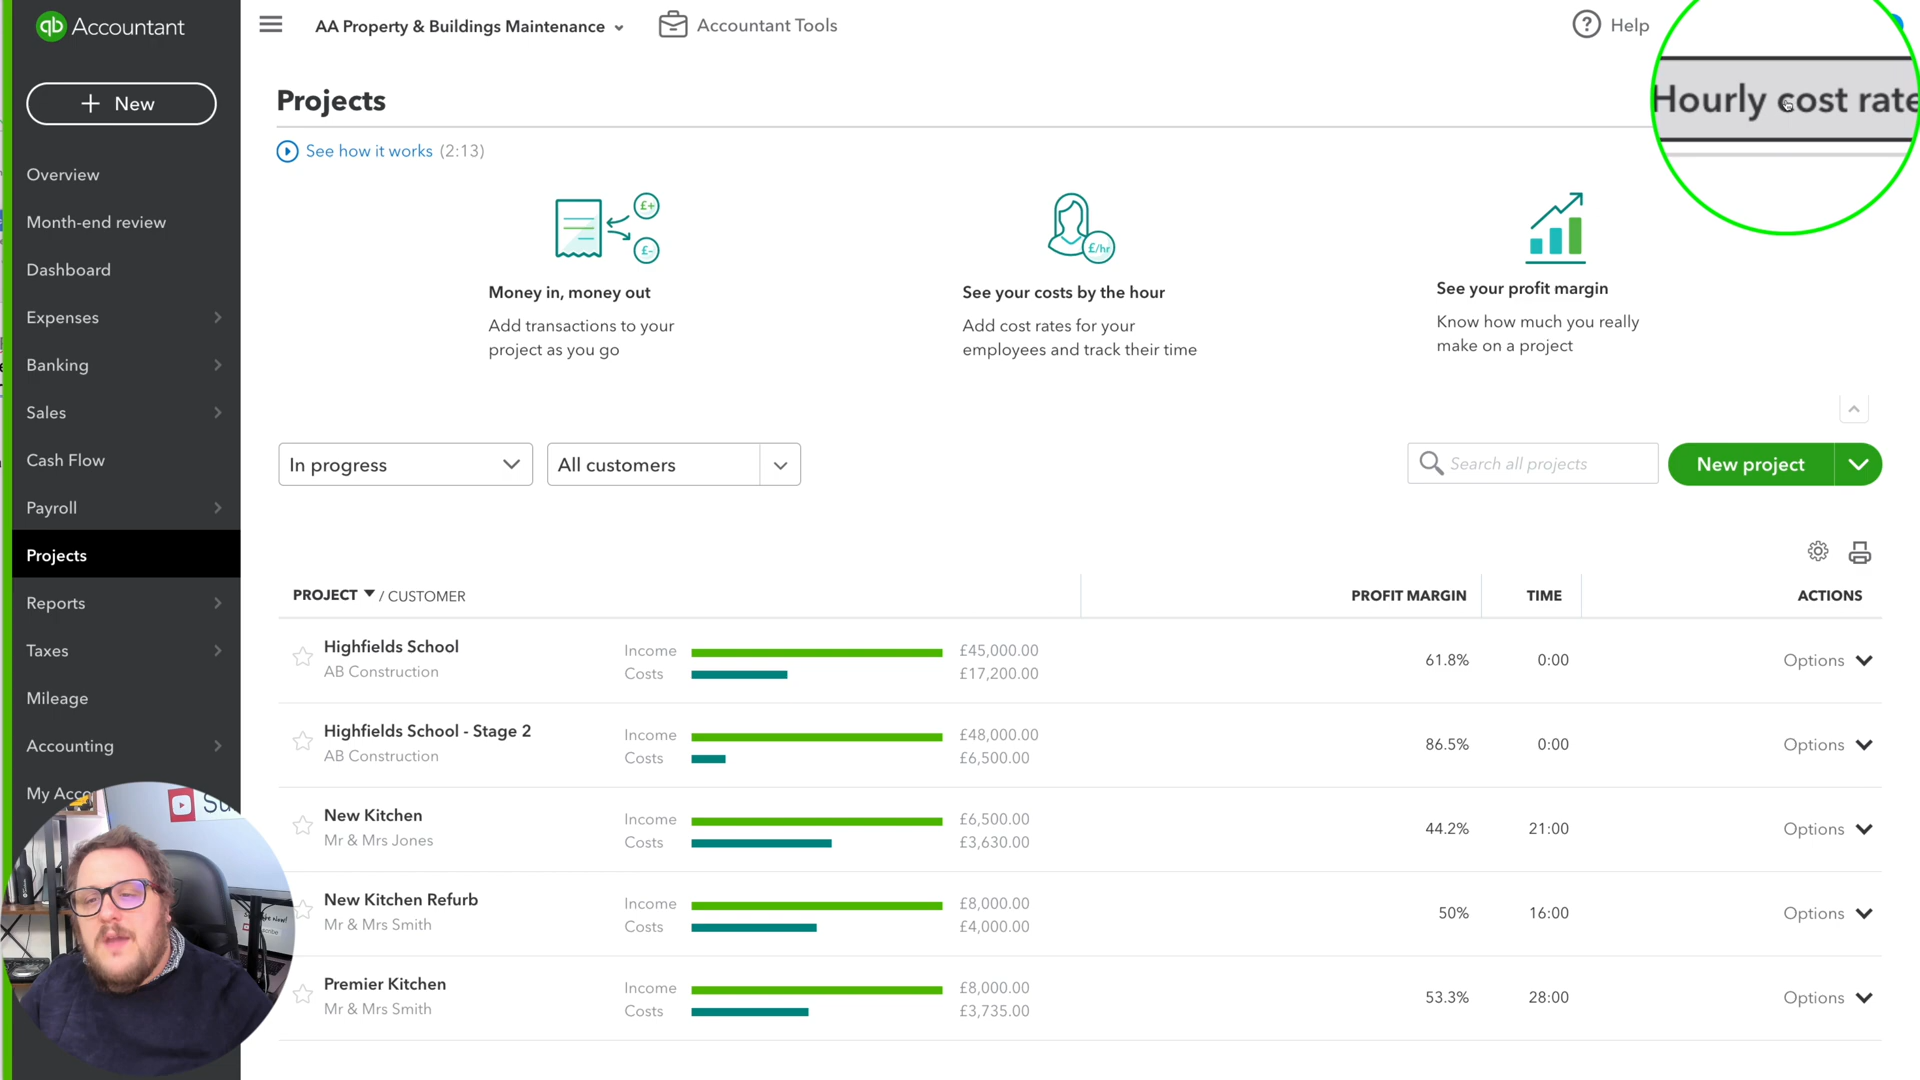 qb Accountant
AA Property & Buildings Maintenance
Accountant Tools
Help
+ New
Projects
Hourly cost rate
See how it works (2:13)
£+
£-
£/hr
Money in, money out
Add transactions to your
project as you go
See your costs by the hour
Add cost rates for your
employees and track their time
See your profit margin
Know how much you really
make on a project
Overview
Month-end review
Dashboard
Expenses
Banking
Sales
Cash Flow
Payroll
Projects
Reports
Taxes
Mileage
Accounting
My Acco
In progress
All customers
Search all projects
New project
PROJECT / CUSTOMER
PROFIT MARGIN
TIME
ACTIONS
Highfields School
AB Construction
Income £45,000.00
Costs £17,200.00
61.8%
0:00
Options
Highfields School - Stage 2
AB Construction
Income £48,000.00
Costs £6,500.00
86.5%
0:00
Options
New Kitchen
Mr & Mrs Jones
Income £6,500.00
Costs £3,630.00
44.2%
21:00
Options
New Kitchen Refurb
Mr & Mrs Smith
Income £8,000.00
Costs £4,000.00
50%
16:00
Options
Premier Kitchen
Mr & Mrs Smith
Income £8,000.00
Costs £3,735.00
53.3%
28:00
Options